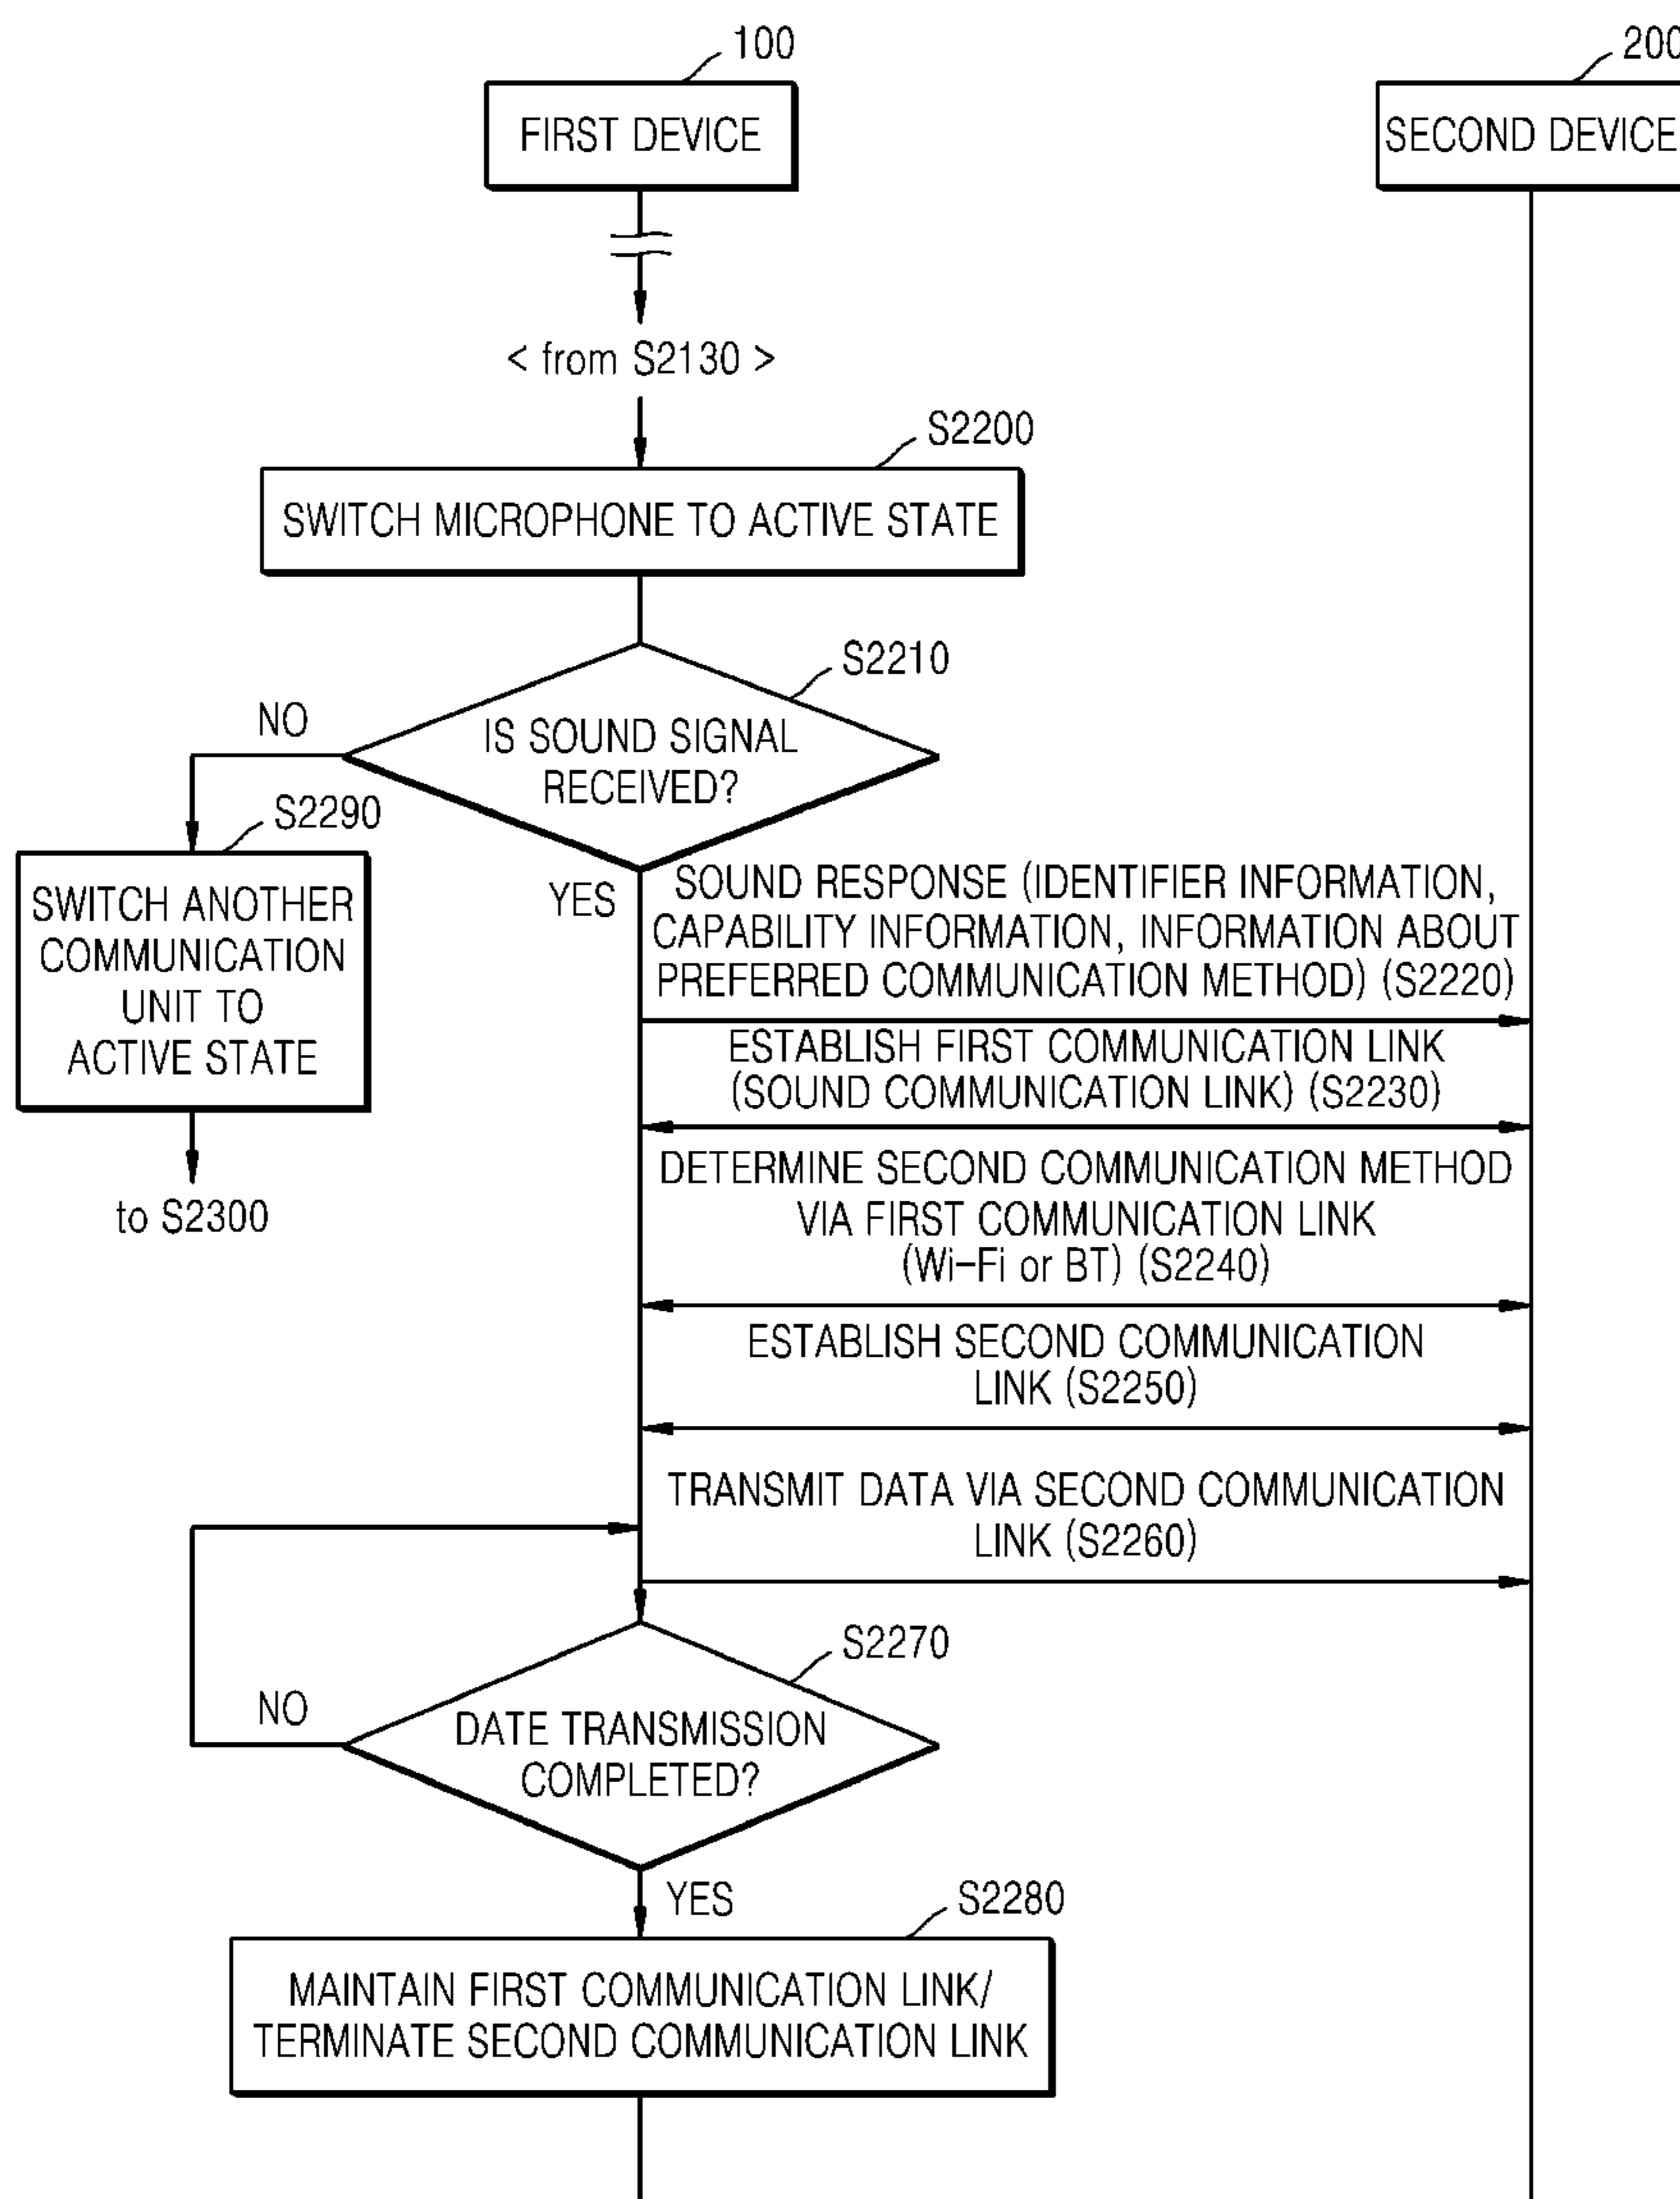 100
200
FIRST DEVICE
SECOND DEVICE
< from S2130 >
S2200
SWITCH MICROPHONE TO ACTIVE STATE
S2210
NO
IS SOUND SIGNAL
RECEIVED?
S2290
SWITCH ANOTHER
COMMUNICATION
UNIT TO
ACTIVE STATE
to S2300
YES
SOUND RESPONSE (IDENTIFIER INFORMATION,
CAPABILITY INFORMATION, INFORMATION ABOUT
PREFERRED COMMUNICATION METHOD) (S2220)
ESTABLISH FIRST COMMUNICATION LINK
(SOUND COMMUNICATION LINK) (S2230)
DETERMINE SECOND COMMUNICATION METHOD
VIA FIRST COMMUNICATION LINK
(Wi-Fi or BT) (S2240)
ESTABLISH SECOND COMMUNICATION
LINK (S2250)
TRANSMIT DATA VIA SECOND COMMUNICATION
LINK (S2260)
S2270
NO
DATE TRANSMISSION
COMPLETED?
YES
S2280
MAINTAIN FIRST COMMUNICATION LINK/
TERMINATE SECOND COMMUNICATION LINK